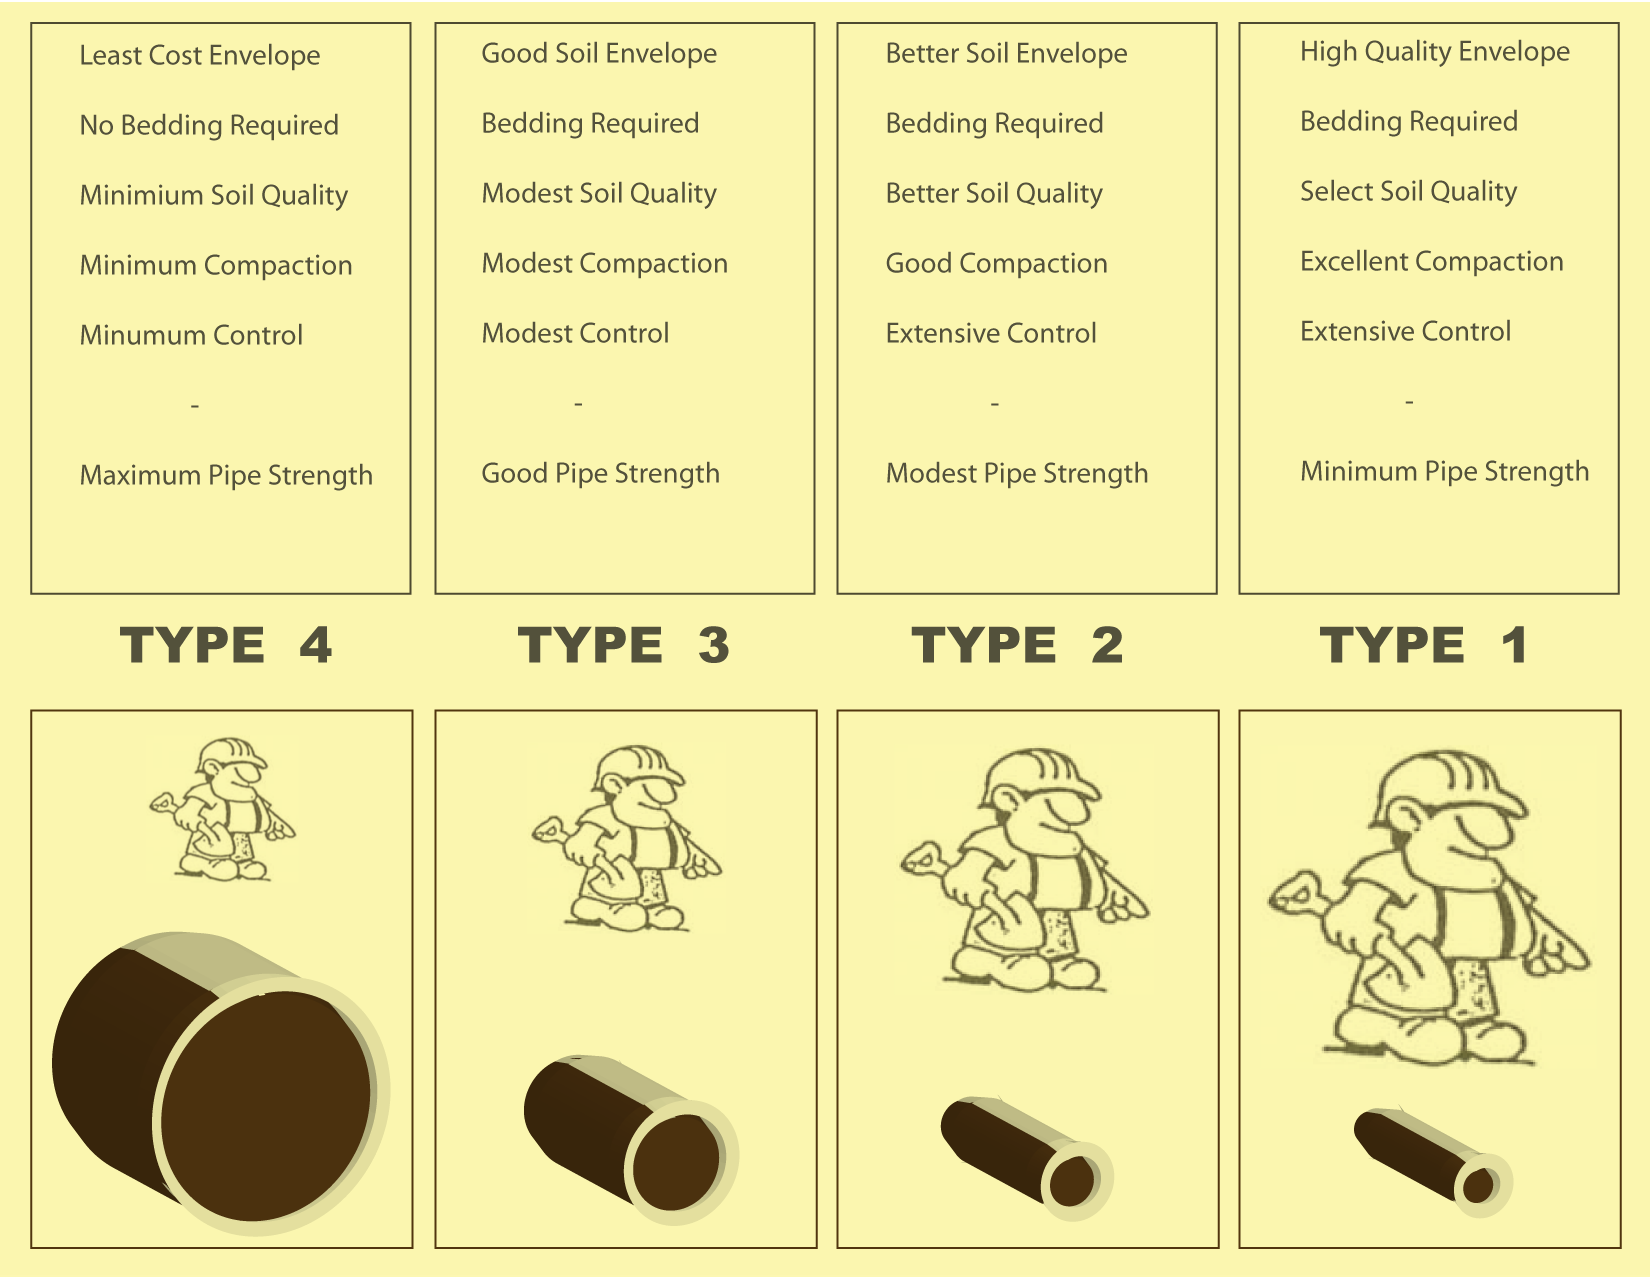 Least Cost Envelope
No Bedding Required
Minimium Soil Quality
Minimum Compaction
Minumum Control
-
Maximum Pipe Strength
TYPE 4
Good Soil Envelope
Bedding Required
Modest Soil Quality
Modest Compaction
Modest Control
-
Good Pipe Strength
TYPE 3
Better Soil Envelope
Bedding Required
Better Soil Quality
Good Compaction
Extensive Control
-
Modest Pipe Strength
TYPE 2
High Quality Envelope
Bedding Required
Select Soil Quality
Excellent Compaction
Extensive Control
-
Minimum Pipe Strength
TYPE 1